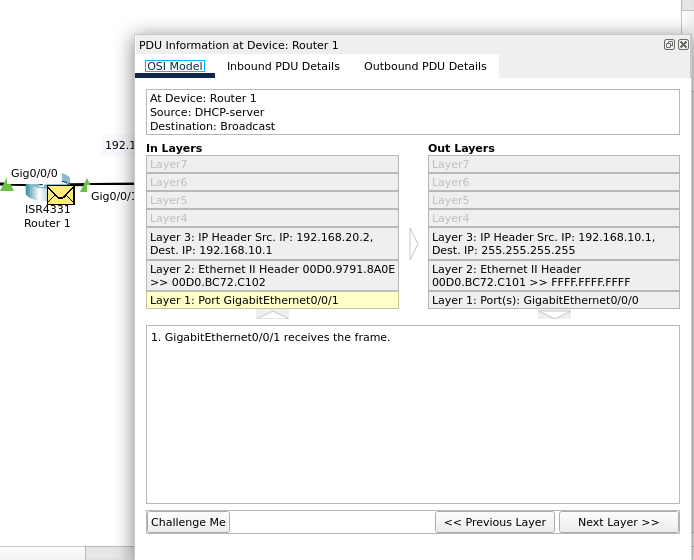 PDU Information at Device: Router 1
OSI Model
Inbound PDU Details
Outbound PDU Details
At Device: Router 1
Source: DHCP-server
Destination: Broadcast
In Layers
Layer7
Layer6
Layer5
Layer4
Layer 3: IP Header Src. IP: 192.168.20.2,
Dest. IP: 192.168.10.1
Layer 2: Ethernet II Header 00D0.9791.8A0E
>> 00D0.BC72.C102
Layer 1: Port GigabitEthernet0/0/1
Out Layers
Layer7
Layer6
Layer5
Layer4
Layer 3: IP Header Src. IP: 192.168.10.1,
Dest. IP: 255.255.255.255
Layer 2: Ethernet II Header
00D0.BC72.C101 >> FFFF.FFFF.FFFF
Layer 1: Port(s): GigabitEthernet0/0/0
1. GigabitEthernet0/0/1 receives the frame.
Challenge Me
<< Previous Layer
Next Layer >>
192.1
Gig0/0/0
Gig0/0/1
ISR4331
Router 1